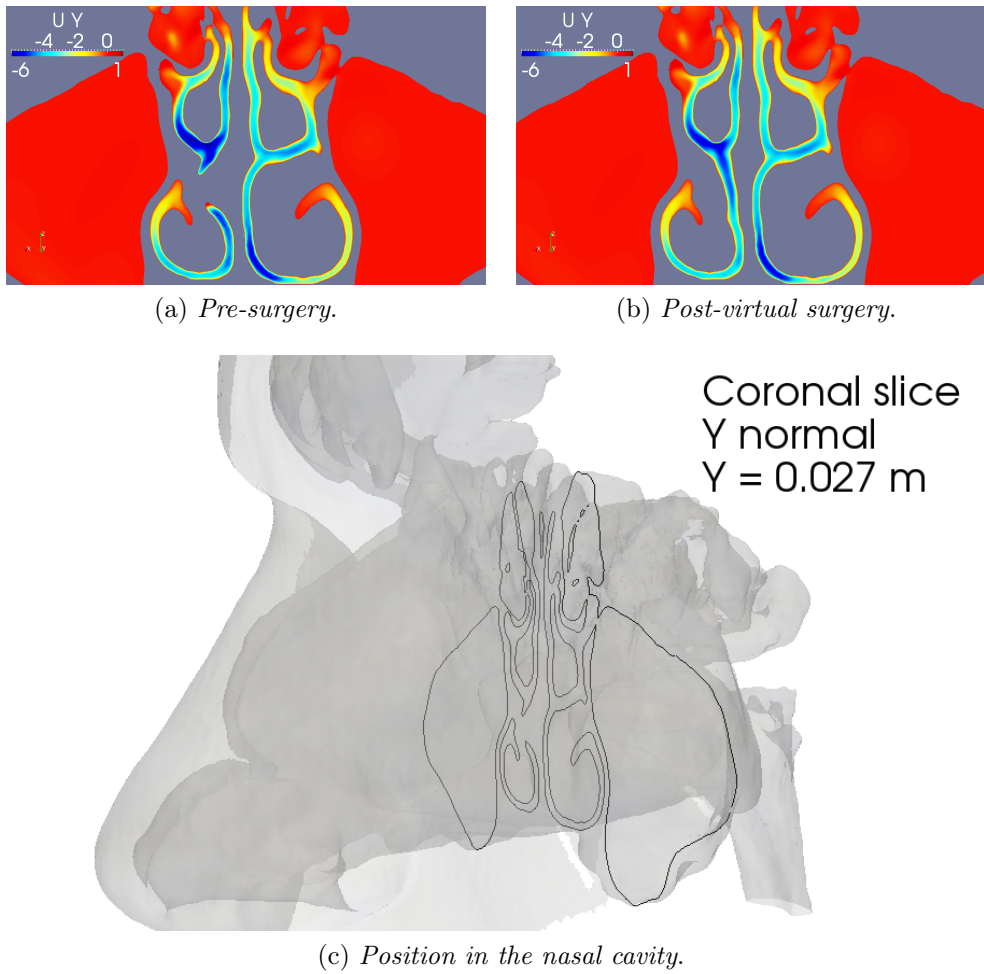 U Y
-4 -2 0
-6 1
U Y
-4 -2 0
-6 1
(a) Pre-surgery.
(b) Post-virtual surgery.
Coronal slice
Y normal
Y = 0.027 m
(c) Position in the nasal cavity.